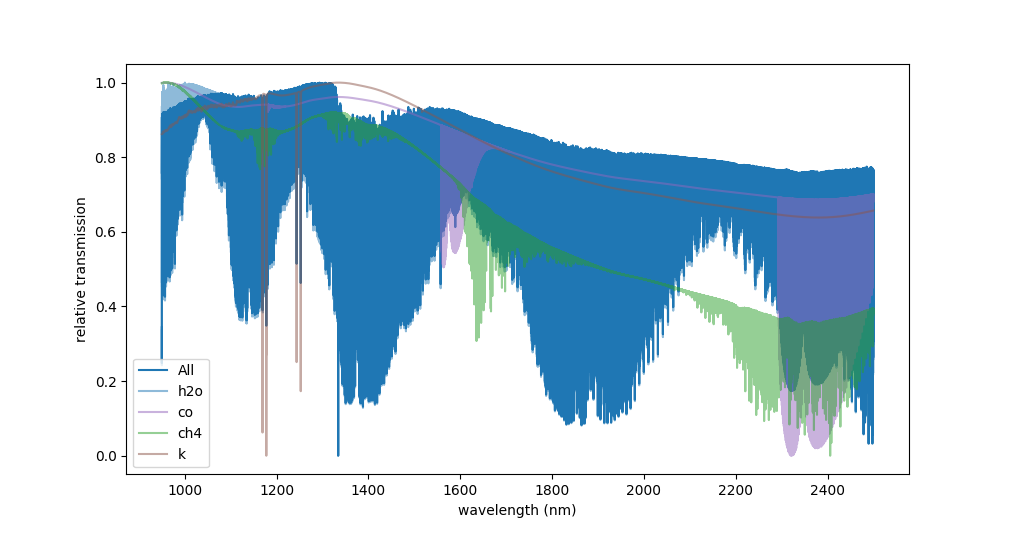 1.0
0.8
0.6
0.4
0.2
0.0
relative transmission
All
h2o
co
ch4
k
1000 1200 1400 1600 1800 2000 2200 2400
wavelength (nm)